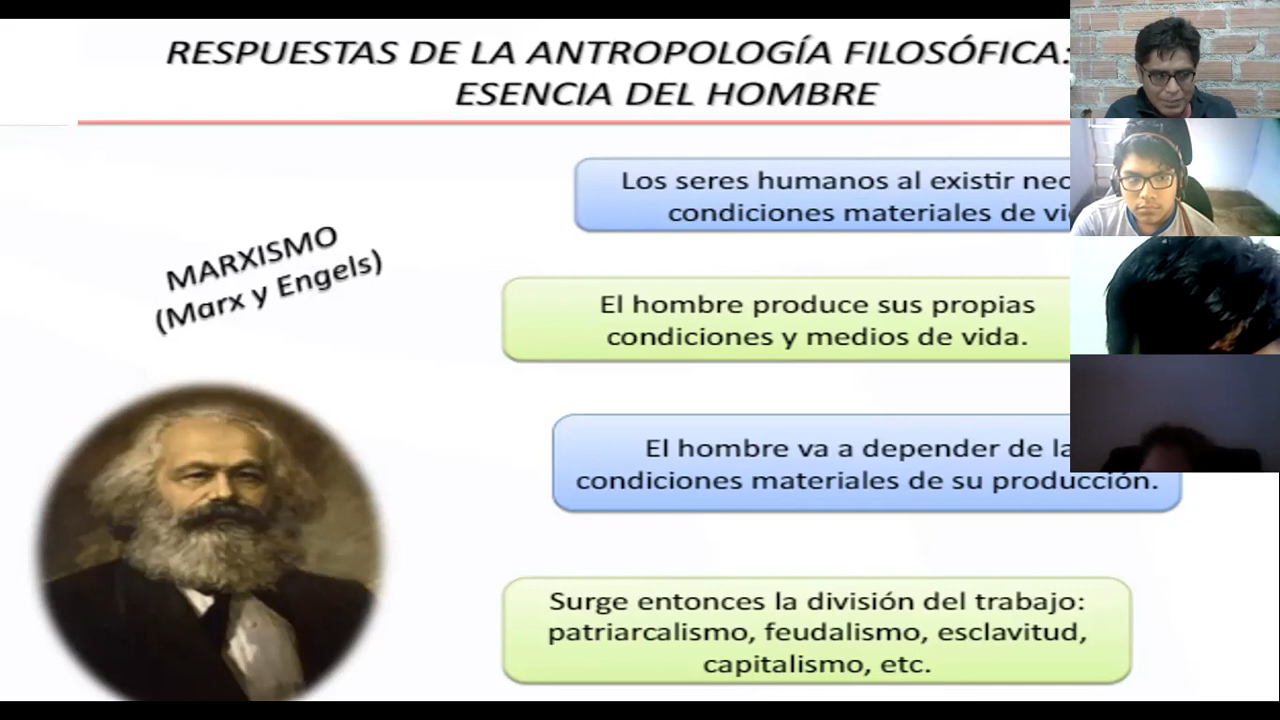 RESPUESTAS DE LA ANTROPOLOGÍA FILOSÓFICA:
ESENCIA DEL HOMBRE
MARXISMO
(Marx y Engels)
Los seres humanos al existir
condiciones materiales de
El hombre produce sus propias
condiciones y medios de vida.
El hombre va a depender de
condiciones materiales de su producción.
Surge entonces la división del trabajo:
patriarcalismo, feudalismo, esclavitud,
capitalismo, etc.